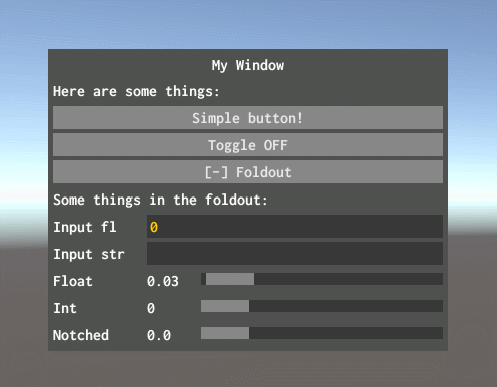 My Window
Here are some things:
Simple button!
Toggle OFF
[-] Foldout
Some things in the foldout:
Input fl 0
Input str
Float 0.03
Int 0
Notched 0.0